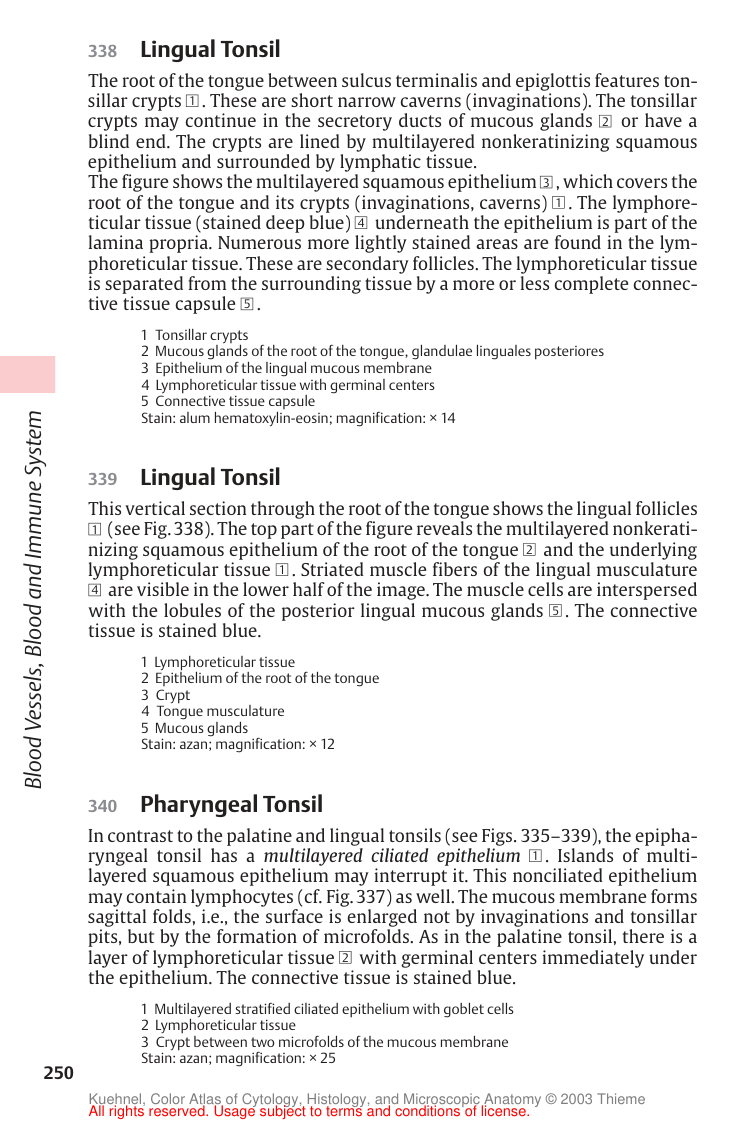 338 Lingual Tonsil
The root of the tongue between sulcus terminalis and epiglottis features ton-
sillar crypts 1. These are short narrow caverns (invaginations). The tonsillar
crypts may continue in the secretory ducts of mucous glands 2 or have a
blind end. The crypts are lined by multilayered nonkeratinizing squamous
epithelium and surrounded by lymphatic tissue.
The figure shows the multilayered squamous epithelium 3, which covers the
root of the tongue and its crypts (invaginations, caverns) 1. The lymphore-
ticular tissue (stained deep blue) 4 underneath the epithelium is part of the
lamina propria. Numerous more lightly stained areas are found in the lym-
phoreticular tissue. These are secondary follicles. The lymphoreticular tissue
is separated from the surrounding tissue by a more or less complete connec-
tive tissue capsule 5.
1 Tonsillar crypts
2 Mucous glands of the root of the tongue, glandulae linguales posteriores
3 Epithelium of the lingual mucous membrane
4 Lymphoreticular tissue with germinal centers
5 Connective tissue capsule
Stain: alum hematoxylin-eosin; magnification: × 14
339 Lingual Tonsil
This vertical section through the root of the tongue shows the lingual follicles
1 (see Fig. 338). The top part of the figure reveals the multilayered nonkerati-
nizing squamous epithelium of the root of the tongue 2 and the underlying
lymphoreticular tissue 1. Striated muscle fibers of the lingual musculature
4 are visible in the lower half of the image. The muscle cells are interspersed
with the lobules of the posterior lingual mucous glands 5. The connective
tissue is stained blue.
1 Lymphoreticular tissue
2 Epithelium of the root of the tongue
3 Crypt
4 Tongue musculature
5 Mucous glands
Stain: azan; magnification: × 12
340 Pharyngeal Tonsil
In contrast to the palatine and lingual tonsils (see Figs. 335–339), the epipha-
ryngeal tonsil has a multilayered ciliated epithelium 1. Islands of multi-
layered squamous epithelium may interrupt it. This nonciliated epithelium
may contain lymphocytes (cf. Fig. 337) as well. The mucous membrane forms
sagittal folds, i.e., the surface is enlarged not by invaginations and tonsillar
pits, but by the formation of microfolds. As in the palatine tonsil, there is a
layer of lymphoreticular tissue 2 with germinal centers immediately under
the epithelium. The connective tissue is stained blue.
1 Multilayered stratified ciliated epithelium with goblet cells
2 Lymphoreticular tissue
3 Crypt between two microfolds of the mucous membrane
Stain: azan; magnification: × 25
Blood Vessels, Blood and Immune System
250
Kuehnel, Color Atlas of Cytology, Histology, and Microscopic Anatomy © 2003 Thieme
All rights reserved. Usage subject to terms and conditions of license.